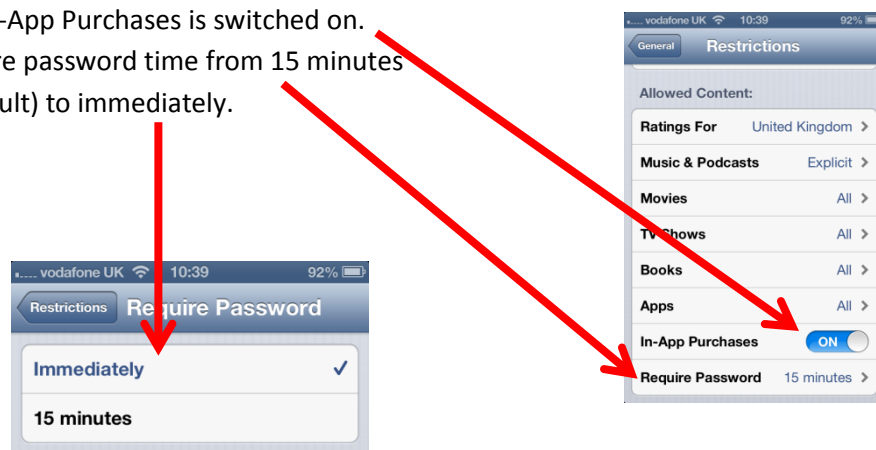 -App Purchases is switched on.
re password time from 15 minutes
ult) to immediately.
vodafone UK 10:39 92%
General Restrictions
Allowed Content:
Ratings For United Kingdom
Music & Podcasts Explicit
Movies All
TV Shows All
Books All
Apps All
In-App Purchases ON
Require Password 15 minutes
vodafone UK 10:39 92%
Restrictions Require Password
Immediately
15 minutes